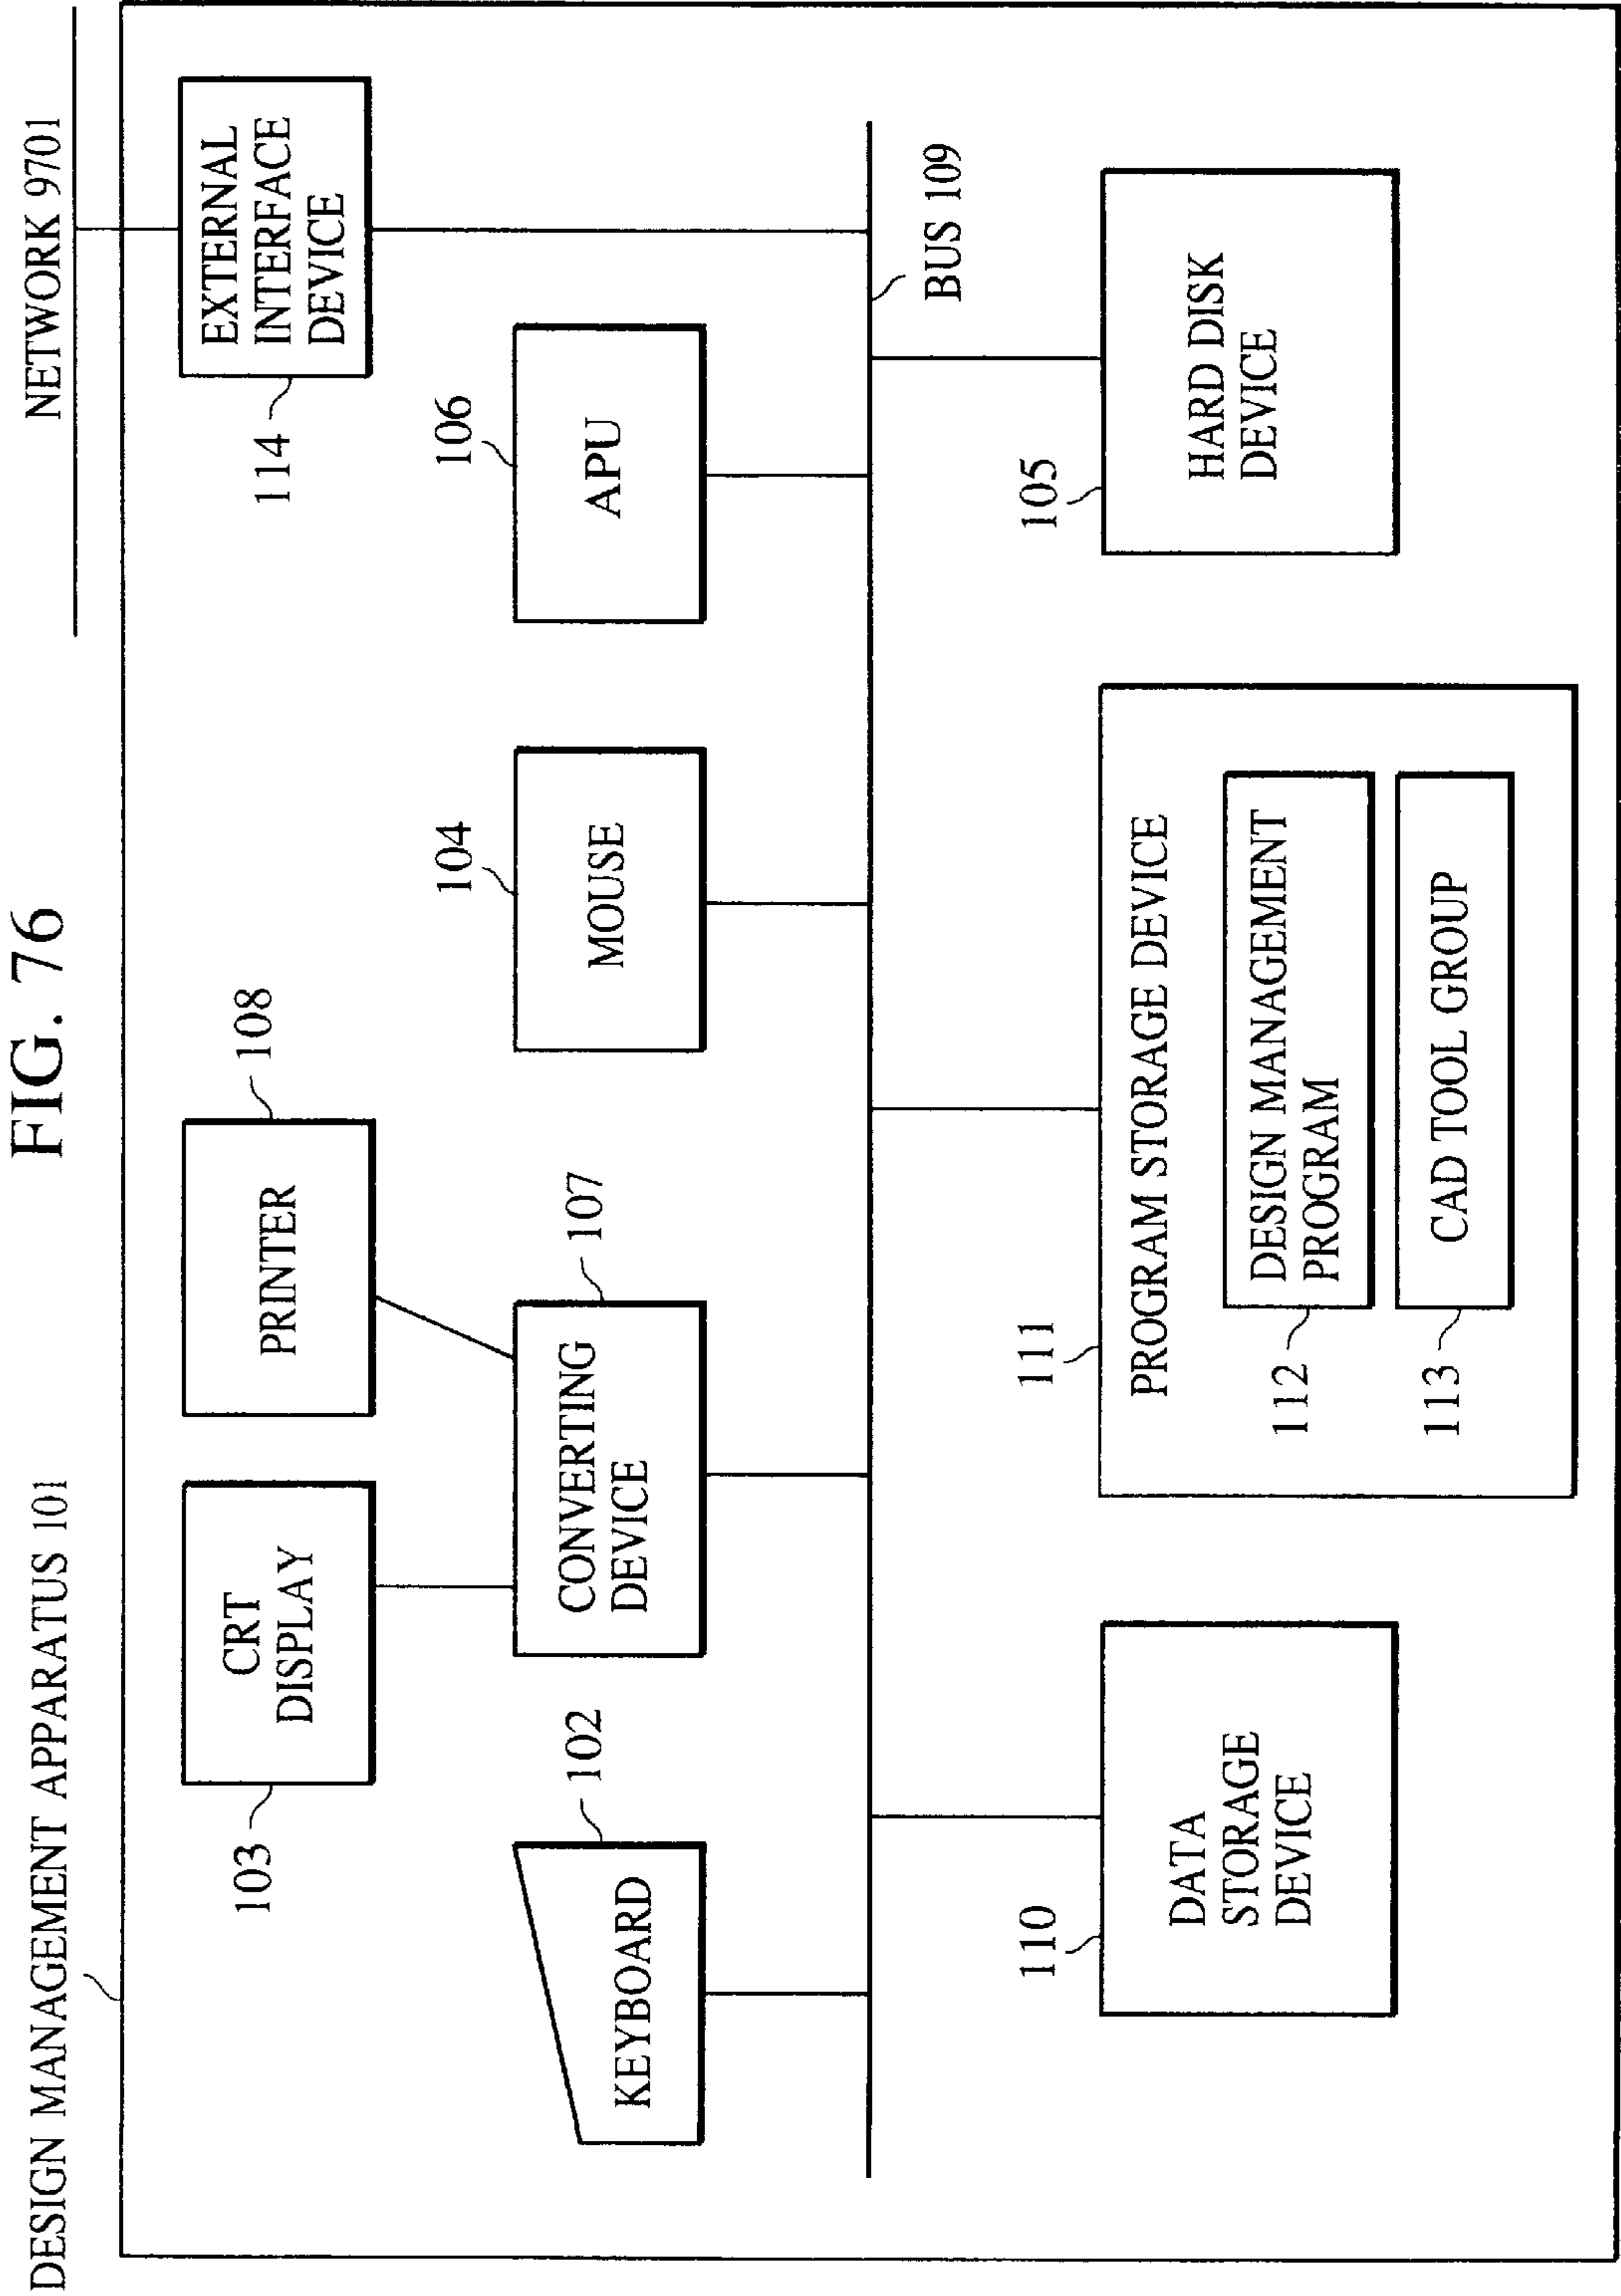 FIG. 76
DESIGN MANAGEMENT APPARATUS 101
NETWORK 9701
103
CRT
DISPLAY
PRINTER
108
114
EXTERNAL
INTERFACE
DEVICE
KEYBOARD
102
CONVERTING
DEVICE
107
MOUSE
104
APU
106
BUS 109
110
DATA
STORAGE
DEVICE
111
PROGRAM STORAGE DEVICE
112
DESIGN MANAGEMENT
PROGRAM
113
CAD TOOL GROUP
105
HARD DISK
DEVICE